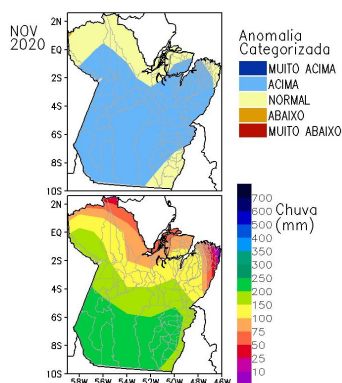 NOV
2020
2N
EQ
2S
4S
6S
8S
10S
Anomalia
Categorizada
MUITO ACIMA
ACIMA
NORMAL
ABAIXO
MUITO ABAIXO
2N
EQ
2S
4S
6S
8S
10S
58W 56W 54W 52W 50W 48W 46W
Chuva
(mm)
700
600
500
400
350
300
250
200
150
100
75
50
25
10